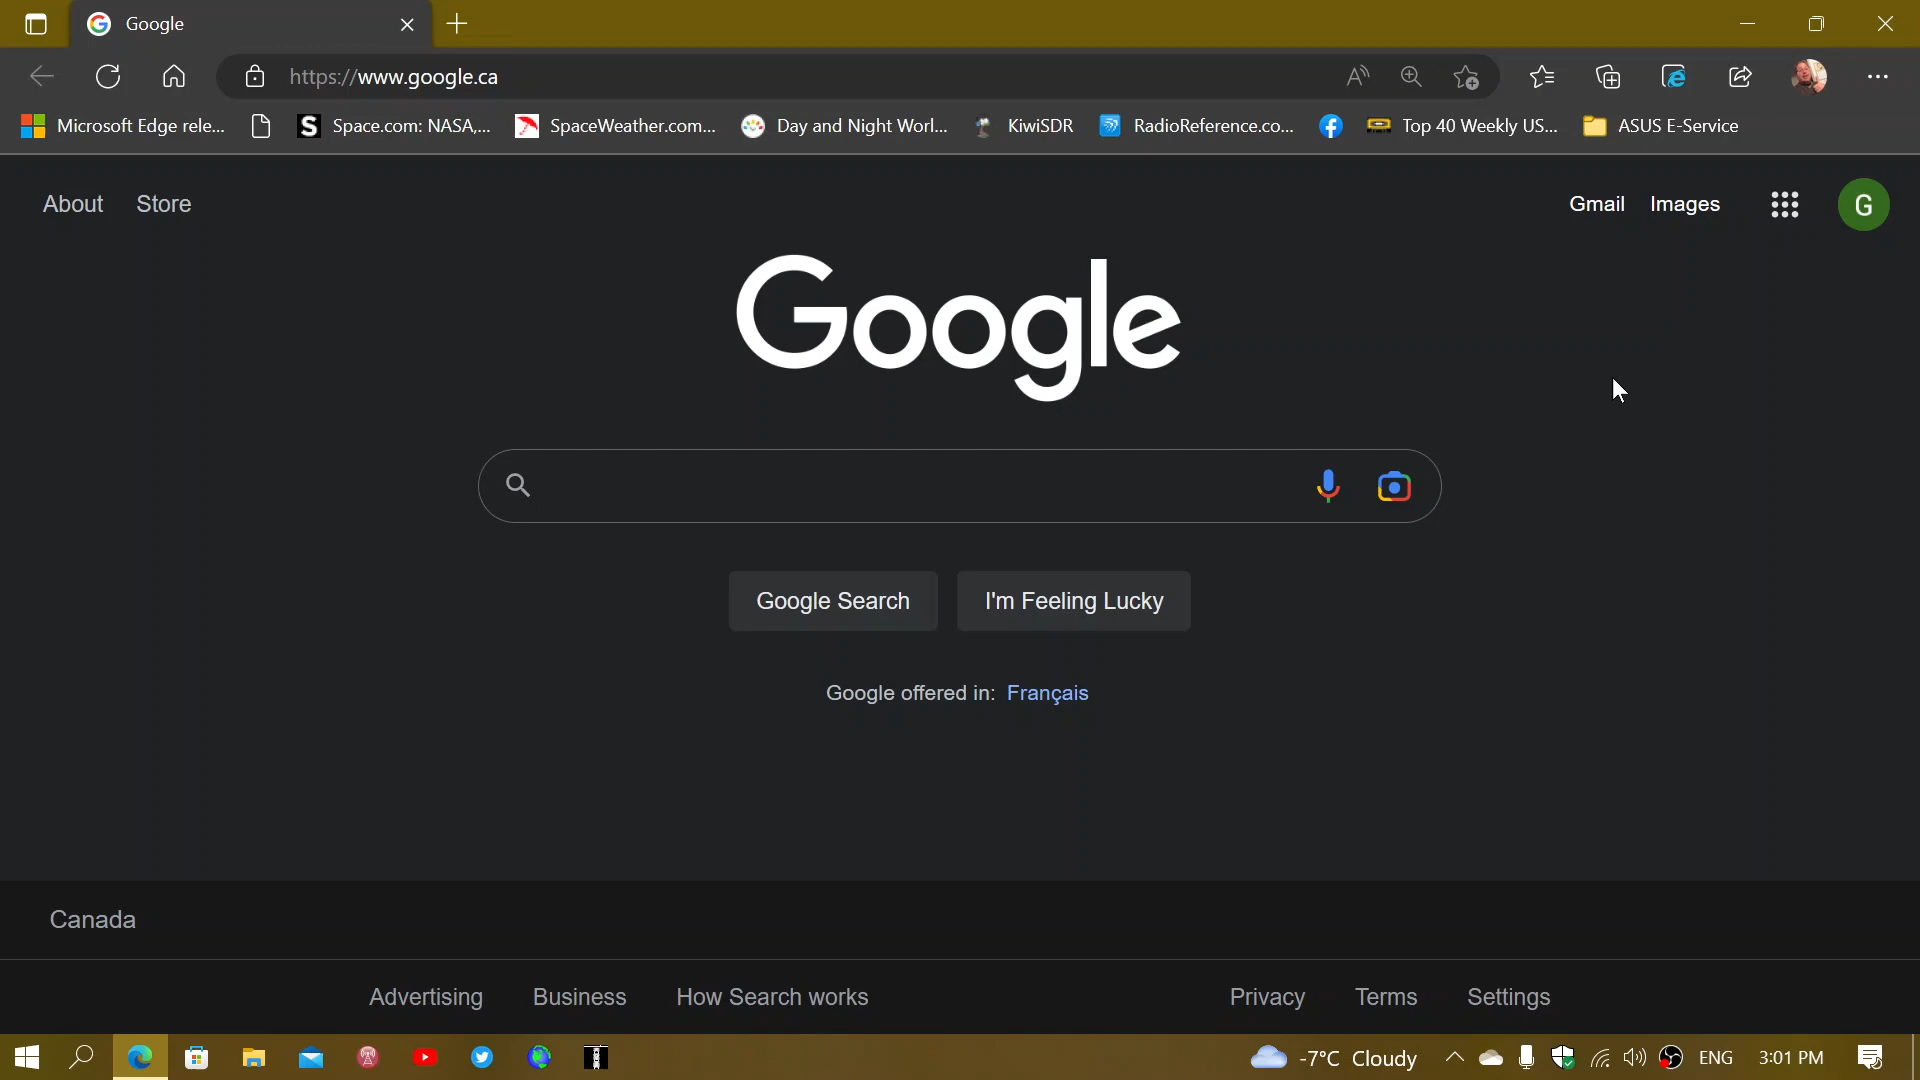 Google
https://www.google.ca
Microsoft Edge rele...
Space.com: NASA,...
SpaceWeather.com...
Day and Night Worl...
KiwiSDR
RadioReference.co...
Top 40 Weekly US...
ASUS E-Service
About Store
Gmail Images
G
Google
Google Search
I'm Feeling Lucky
Google offered in: Français
Canada
Advertising Business How Search works
Privacy Terms Settings
-7°C Cloudy
ENG
3:01 PM